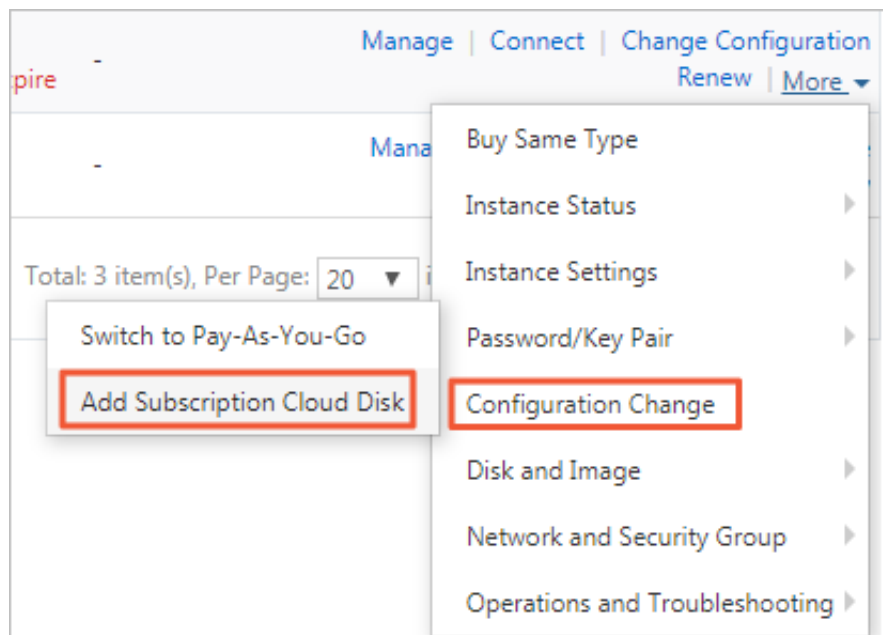 Manage | Connect | Change Configuration
-
pire
Renew | More
-
Mana
Buy Same Type
Instance Status
Total: 3 item(s), Per Page: 20
Instance Settings
Switch to Pay-As-You-Go
Password/Key Pair
Add Subscription Cloud Disk
Configuration Change
Disk and Image
Network and Security Group
Operations and Troubleshooting